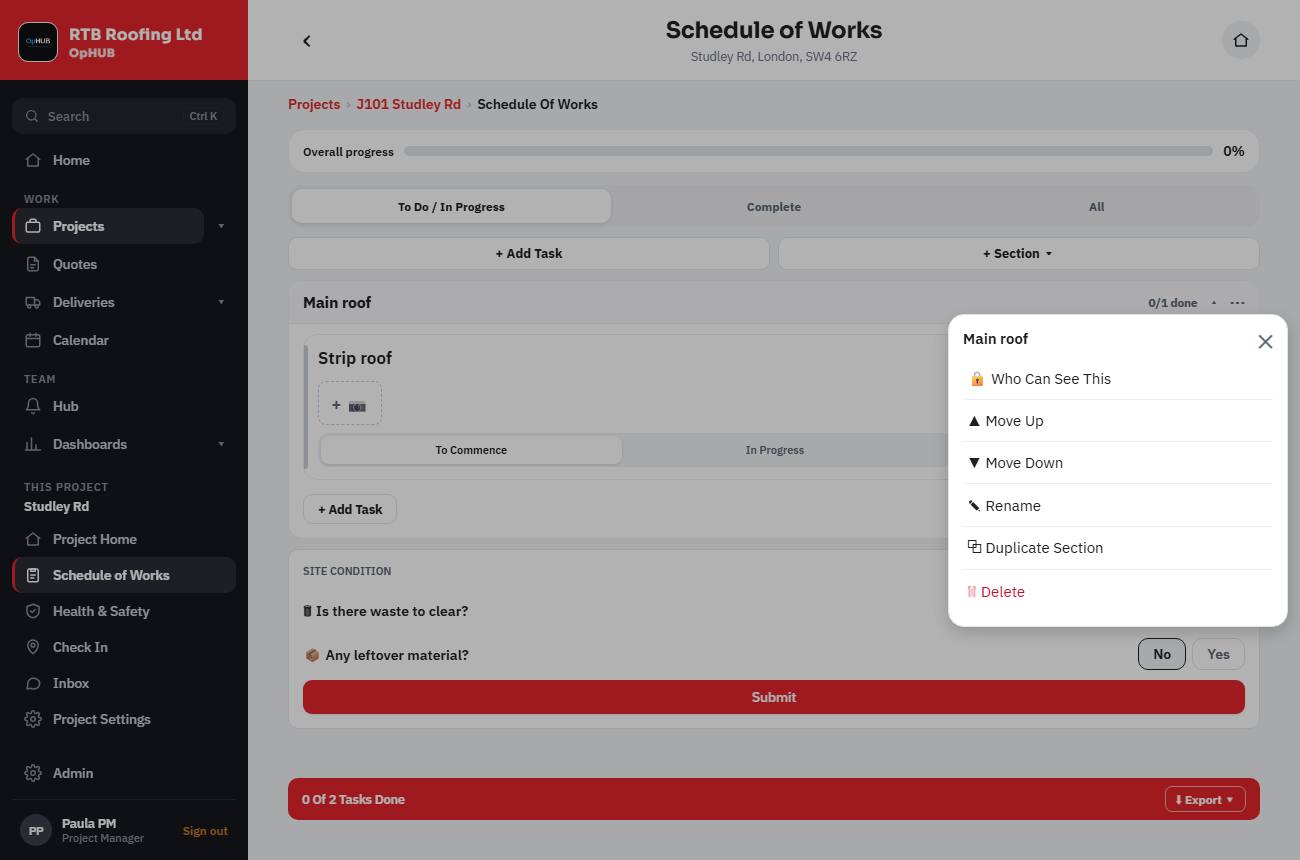 OpHUB
RTB Roofing Ltd
OpHUB
Search
Ctrl K
Home
WORK
Projects
Quotes
Deliveries
Calendar
TEAM
Hub
Dashboards
THIS PROJECT
Studley Rd
Project Home
Schedule of Works
Health & Safety
Check In
Inbox
Project Settings
Admin
PP
Paula PM
Project Manager
Sign out
Schedule of Works
Studley Rd, London, SW4 6RZ
Projects › J101 Studley Rd › Schedule Of Works
Overall progress
0%
To Do / In Progress
Complete
All
+ Add Task
+ Section
Main roof
0/1 done
Strip roof
+
To Commence
In Progress
+ Add Task
Main roof
Who Can See This
Move Up
Move Down
Rename
Duplicate Section
Delete
SITE CONDITION
Is there waste to clear?
Any leftover material?
No
Yes
Submit
0 Of 2 Tasks Done
Export